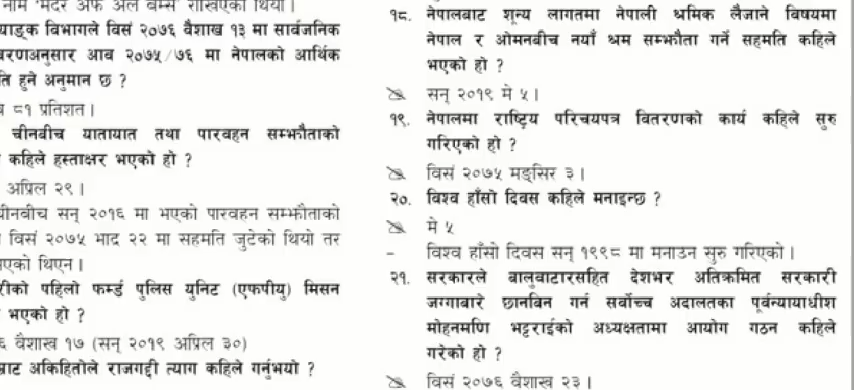 नाम 'मदर अफ अल बम्स' राखिएको थियो ।
याङ्क विभागले विसं २०७६ वैशाख १३ मा सार्वजनिक
वरणअनुसार आव २०७५/७६ मा नेपालको आर्थिक
ति हुने अनुमान छ ?
८१ प्रतिशत ।
चीनबीच यातायात तथा पारवहन सम्झौताको
कहिले हस्ताक्षर भएको हो ?
अप्रिल २९ ।
चीनबीच सन् २०१६ मा भएको पारवहन सम्झौताको
विसं २०७५ भाद्र २२ मा सहमति जुटेको थियो तर
भएको थिएन ।
रीको पहिलो फर्म्ड पुलिस युनिट (एफपीयु) मिसन
भएको हो ?
६ वैशाख १७ (सन् २०१९ अप्रिल ३०)
म्राट अकिहितोले राजगद्दी त्याग कहिले गर्नुभयो ?
१८. नेपालबाट शून्य लागतमा नेपाली श्रमिक लैजाने विषयमा
नेपाल र ओमनबीच नयाँ श्रम सम्झौता गर्ने सहमति कहिले
भएको हो ?
सन् २०१९ मे ५ ।
१९. नेपालमा राष्ट्रिय परिचयपत्र वितरणको कार्य कहिले सुरु
गरिएको हो ?
विसं २०७५ मङ्सिर ३ ।
२०. विश्व हाँसो दिवस कहिले मनाइन्छ ?
मे ५
- विश्व हाँसो दिवस सन् १९९८ मा मनाउन सुरु गरिएको ।
२१. सरकारले बालुवाटारसहित देशभर अतिक्रमित सरकारी
जग्गाबारे छानबिन गर्न सर्वोच्च अदालतका पूर्वन्यायाधीश
मोहनमणि भट्टराईको अध्यक्षतामा आयोग गठन कहिले
गरेको हो ?
विसं २०७६ वैशाख २३ ।